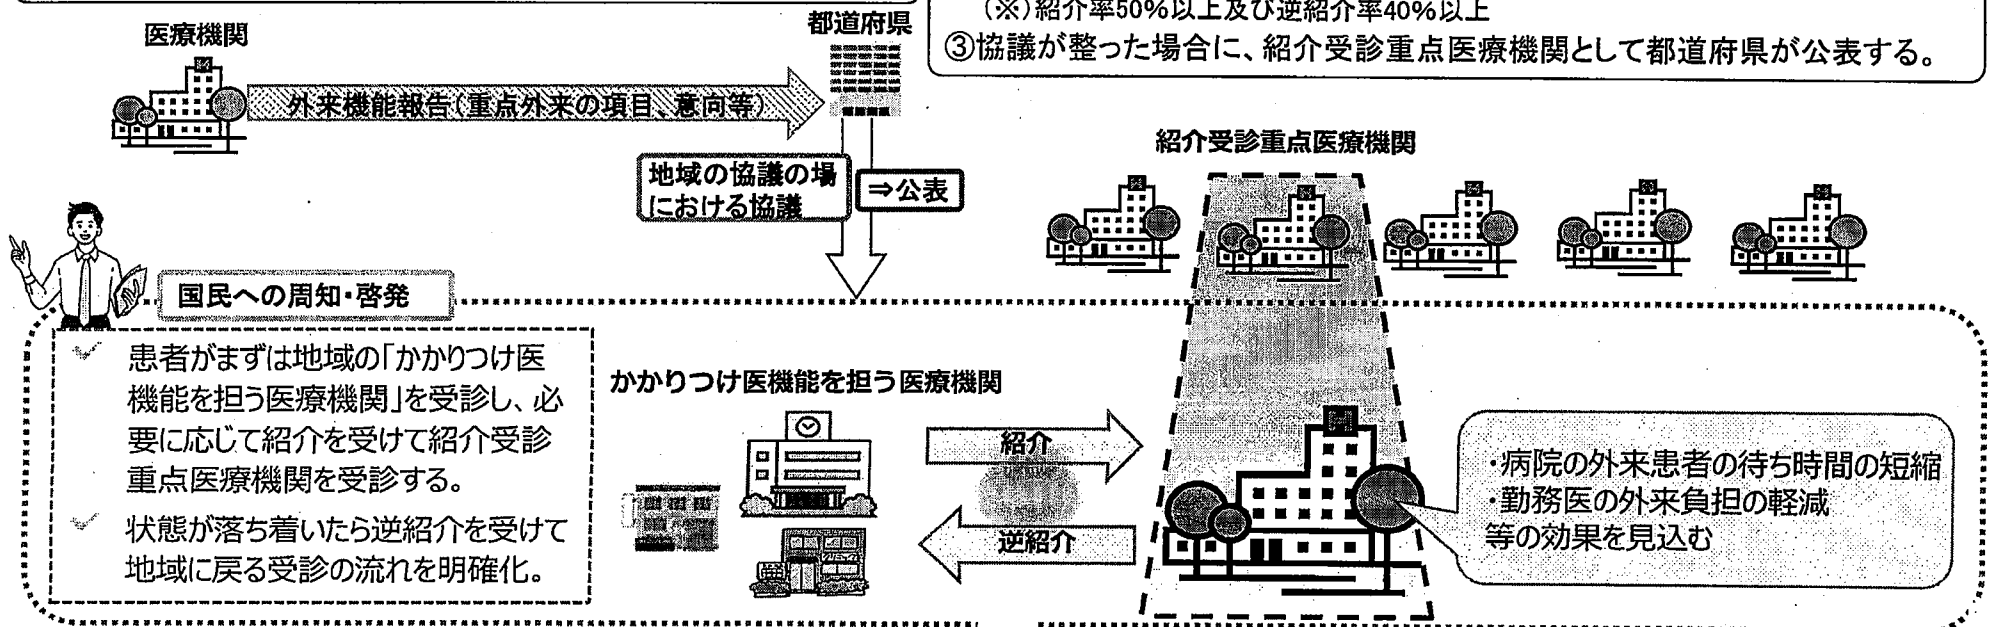 (※)紹介率50%以上及び逆紹介率40%以上
③協議が整った場合に、紹介受診重点医療機関として都道府県が公表する。
医療機関
都道府県
外来機能報告(重点外来の項目、意向等)
地域の協議の場
における協議
⇒公表
紹介受診重点医療機関
国民への周知・啓発
患者がまずは地域の「かかりつけ医
機能を担う医療機関」を受診し、必
要に応じて紹介を受けて紹介受診
重点医療機関を受診する。
状態が落ち着いたら逆紹介を受けて
地域に戻る受診の流れを明確化。
かかりつけ医機能を担う医療機関
紹介
逆紹介
・病院の外来患者の待ち時間の短縮
・勤務医の外来負担の軽減
等の効果を見込む